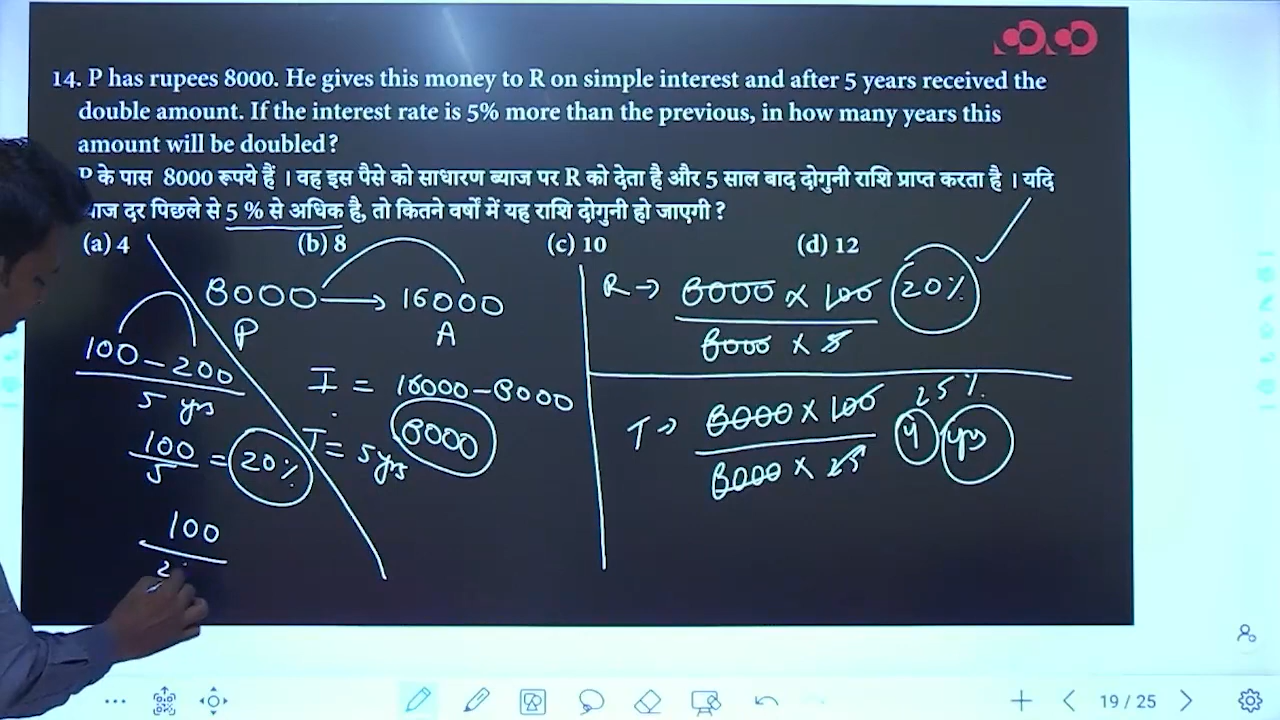 14. P has rupees 8000. He gives this money to R on simple interest and after 5 years received the
double amount. If the interest rate is 5% more than the previous, in how many years this
amount will be doubled?
P के पास 8000 रूपये हैं । वह इस पैसे को साधारण ब्याज पर R को देता है और 5 साल बाद दोगुनी राशि प्राप्त करता है । यदि
याज दर पिछले से 5 % से अधिक है, तो कितने वर्षों में यह राशि दोगुनी हो जाएगी ?
(a) 4 (b) 8 (c) 10 (d) 12
8000 → 16000
P A
I = 16000-8000
8000
T = 5 yrs
100-200
5 yrs
100
5 = 20%
100
2
R → 8000 x 100 20%
8000 x 5
T → 8000 x 100 25%
8000 x 25 4 yrs
19 / 25